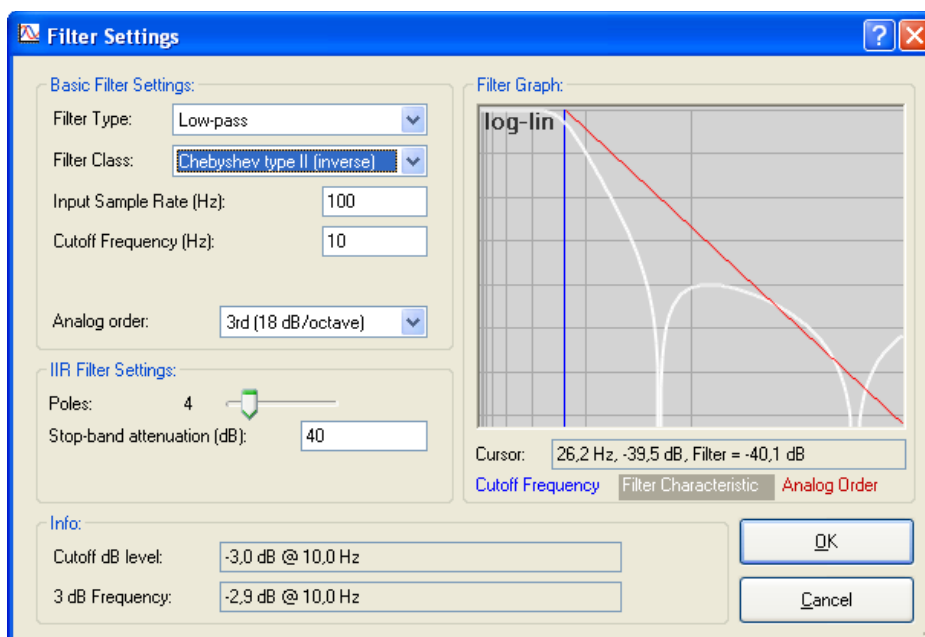 Filter Settings
Basic Filter Settings:
Filter Type: Low-pass
Filter Class: Chebyshev type II (inverse)
Input Sample Rate (Hz): 100
Cutoff Frequency (Hz): 10
Analog order: 3rd (18 dB/octave)
IIR Filter Settings:
Poles: 4
Stop-band attenuation (dB): 40
Filter Graph:
log-lin
Cursor: 26,2 Hz, -39,5 dB, Filter = -40,1 dB
Cutoff Frequency Filter Characteristic Analog Order
Info:
Cutoff dB level: -3,0 dB @ 10,0 Hz
3 dB Frequency: -2,9 dB @ 10,0 Hz
OK
Cancel